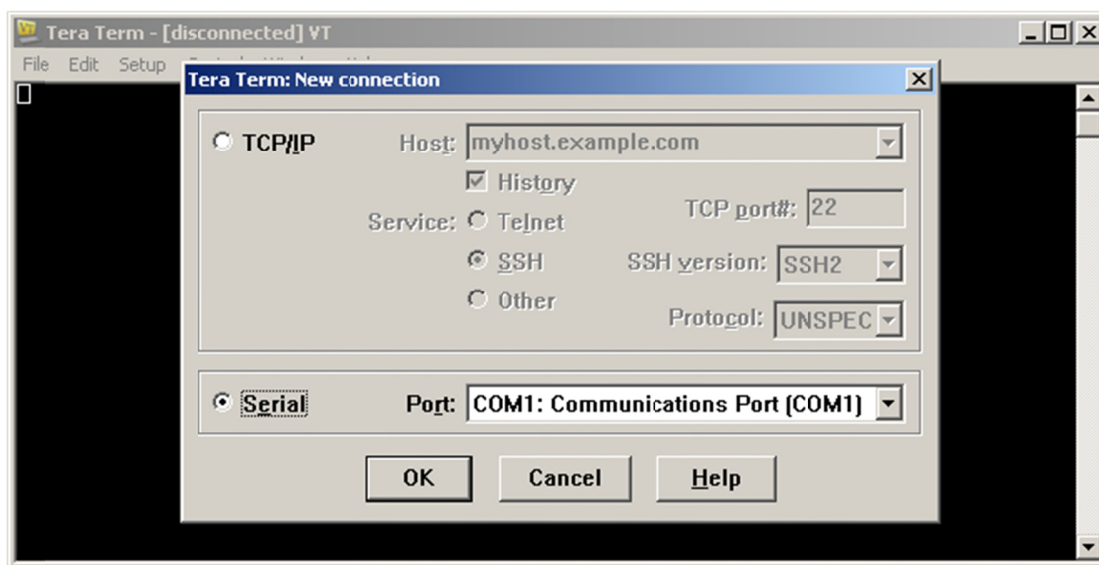 Tera Term - [disconnected] VT
File Edit Setup
Tera Term: New connection
TCP/IP Host: myhost.example.com
History
Service: Telnet TCP port#: 22
SSH SSH version: SSH2
Other Protocol: UNSPEC
Serial Port: COM1: Communications Port (COM1)
OK Cancel Help